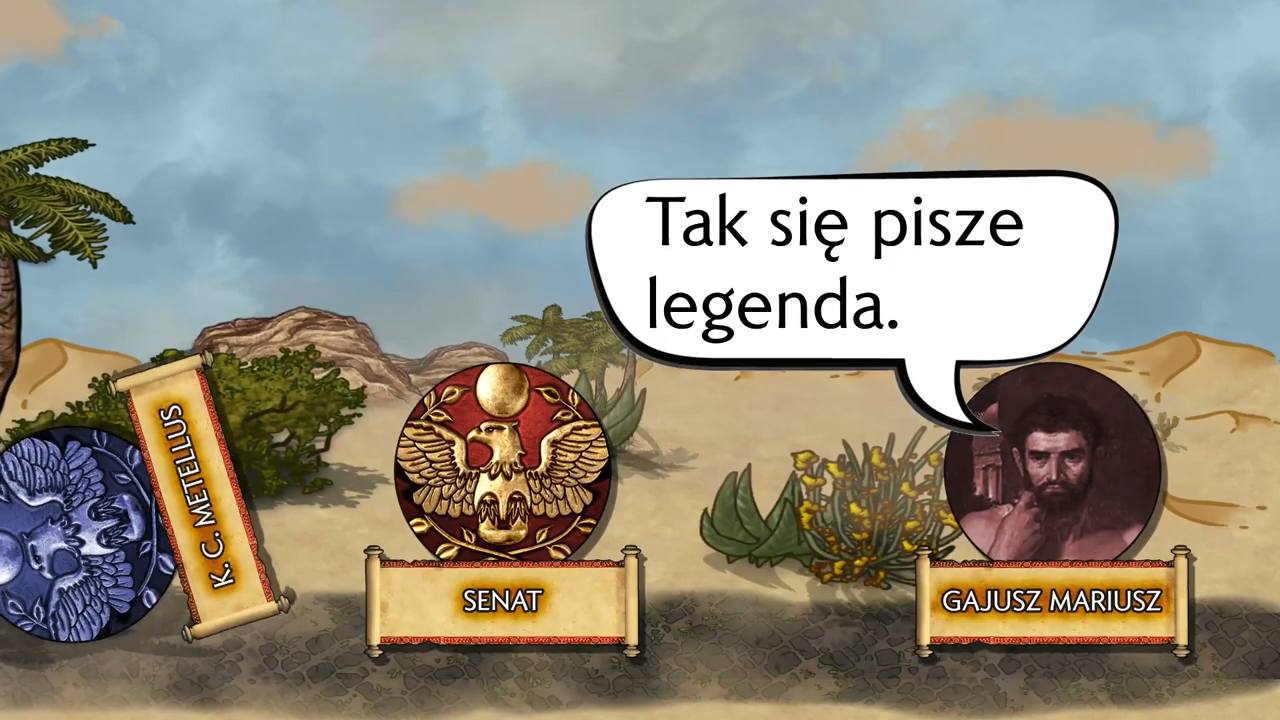 Tak się pisze
legenda.
K. C. METELLUS
SENAT
GAJUSZ MARIUSZ